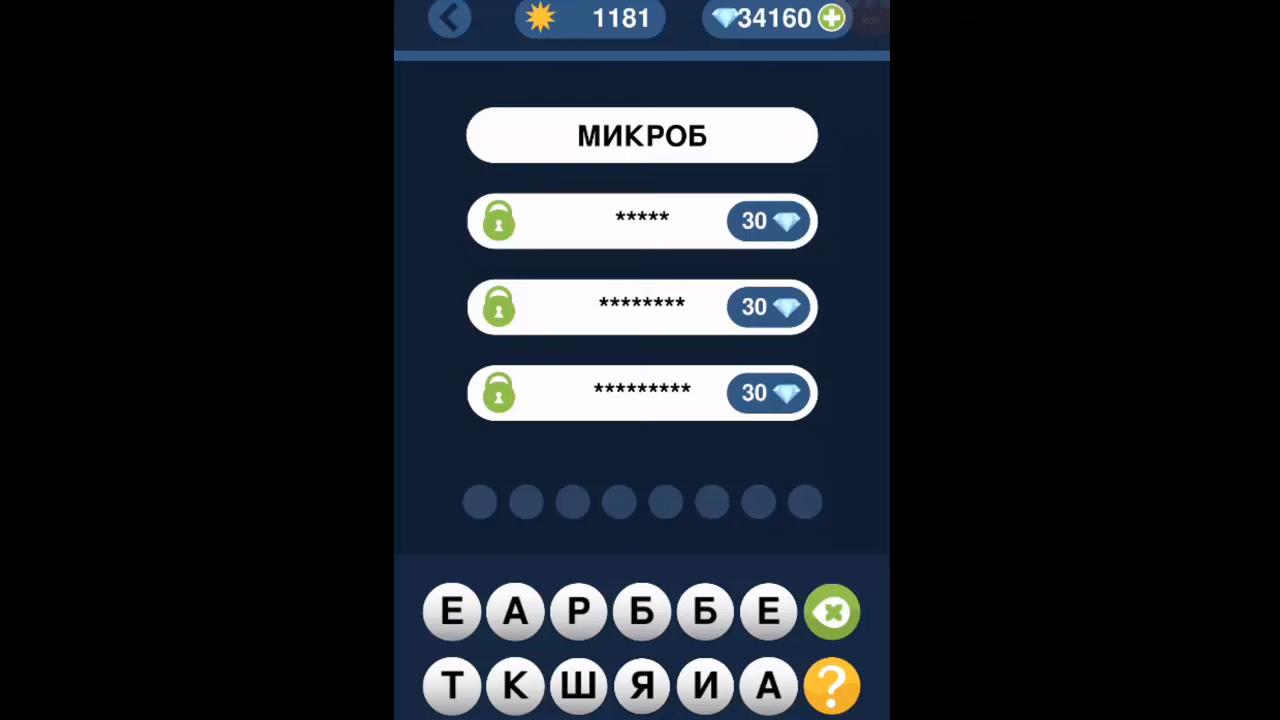 1181 34160
МИКРОБ
***** 30
******** 30
********* 30
Е А Р Б Б Е
Т К Ш Я И А ?